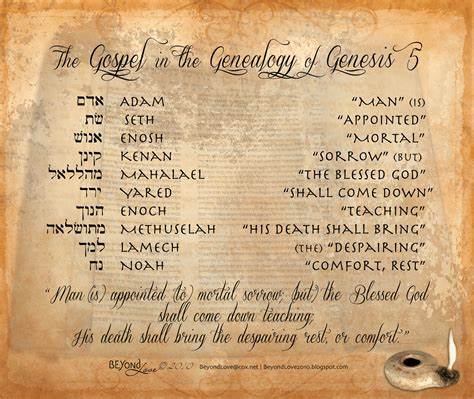 The Gospel in the Genealogy of Genesis 5
אדם ADAM "MAN" (IS)
שת SETH "APPOINTED"
אנוש ENOSH "MORTAL"
קינן KENAN "SORROW" (BUT)
מהללאל MAHALAEL "THE BLESSED GOD"
ירד YARED "SHALL COME DOWN"
חנוך ENOCH "TEACHING"
מתושלאה METHUSELAH "HIS DEATH SHALL BRING"
למך LAMECH (THE) "DESPAIRING"
נח NOAH "COMFORT, REST"
"Man (is) appointed (to) mortal sorrow; (but) the Blessed God
shall come down teaching;
His death shall bring the despairing rest, or comfort."
BEYOND Love © 2010 BeyondLove@cox.net | BeyondLove2010.blogspot.com